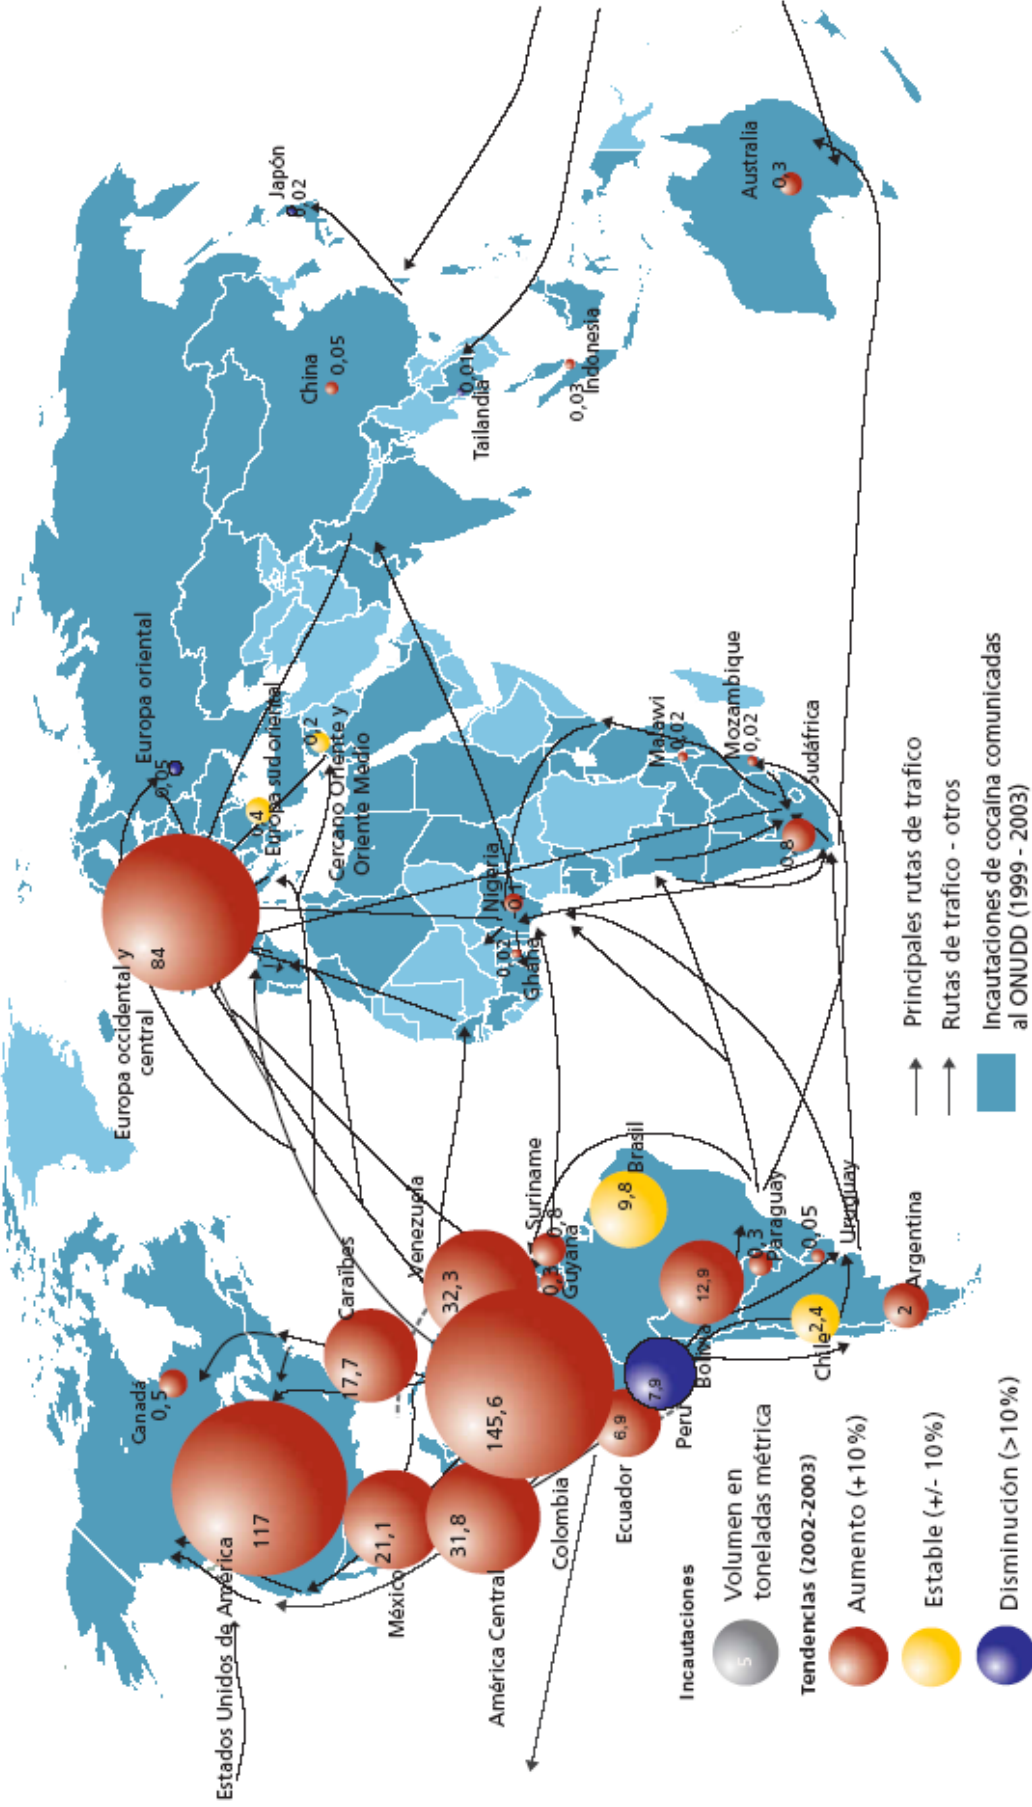 Canadá
0,5
Estados Unidos de América
117
México
21,1
Caraibes
17,7
América Central
31,8
Venezuela
32,3
Colombia
145,6
Suriname
0,8
Guyana
0,3
Ecuador
6,9
Perú
7,9
Brasil
9,8
Bolivia
12,9
Paraguay
0,3
Chile
2,4
Uruguay
0,05
Argentina
2
Europa occidental y
central
84
Europa oriental
0,05
Europa sud oriental
0,4
Cercano Oriente y
Oriente Medio
0,2
Nigeria
Ghana
0,02
Malawi
0,02
Mozambique
0,02
Sudáfrica
0,8
China
0,05
Japón
0,02
Tailandia
0,01
Indonesia
0,03
Australia
0,3
Incautaciones
5
Volumen en
toneladas métrica
Tendencias (2002-2003)
Aumento (+10%)
Estable (+/- 10%)
Disminución (>10%)
Principales rutas de trafico
Rutas de trafico - otros
Incautaciones de cocaína comunicadas
al ONUDD (1999 - 2003)